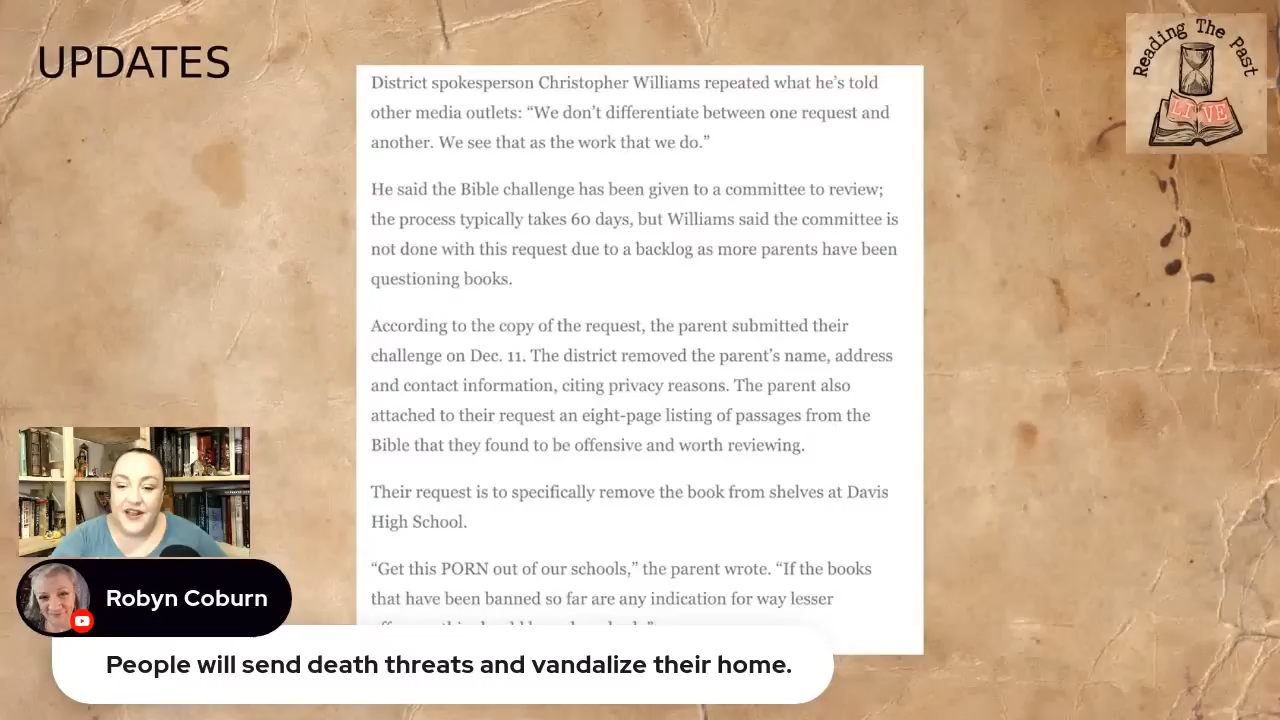 UPDATES
Reading The Past
LIVE
District spokesperson Christopher Williams repeated what he’s told
other media outlets: “We don’t differentiate between one request and
another. We see that as the work that we do.”
He said the Bible challenge has been given to a committee to review;
the process typically takes 60 days, but Williams said the committee is
not done with this request due to a backlog as more parents have been
questioning books.
According to the copy of the request, the parent submitted their
challenge on Dec. 11. The district removed the parent’s name, address
and contact information, citing privacy reasons. The parent also
attached to their request an eight-page listing of passages from the
Bible that they found to be offensive and worth reviewing.
Their request is to specifically remove the book from shelves at Davis
High School.
“Get this PORN out of our schools,” the parent wrote. “If the books
that have been banned so far are any indication for way lesser
Robyn Coburn
People will send death threats and vandalize their home.